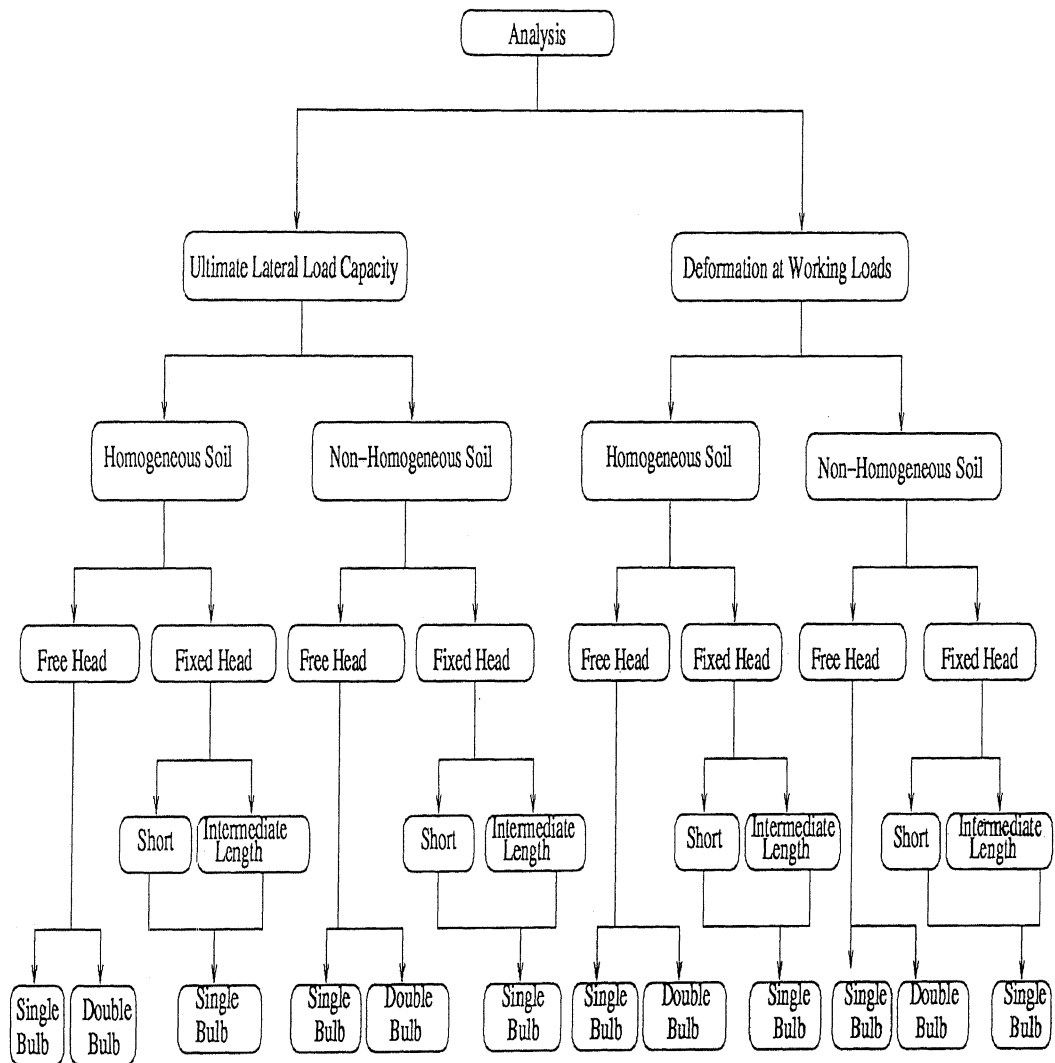 Analysis
Ultimate Lateral Load Capacity
Deformation at Working Loads
Homogeneous Soil
Non-Homogeneous Soil
Homogeneous Soil
Non-Homogeneous Soil
Free Head
Fixed Head
Free Head
Fixed Head
Free Head
Fixed Head
Free Head
Fixed Head
Short
Intermediate
Length
Short
Intermediate
Length
Short
Intermediate
Length
Short
Intermediate
Length
Single
Bulb
Double
Bulb
Single
Bulb
Single
Bulb
Double
Bulb
Single
Bulb
Single
Bulb
Double
Bulb
Single
Bulb
Single
Bulb
Double
Bulb
Single
Bulb